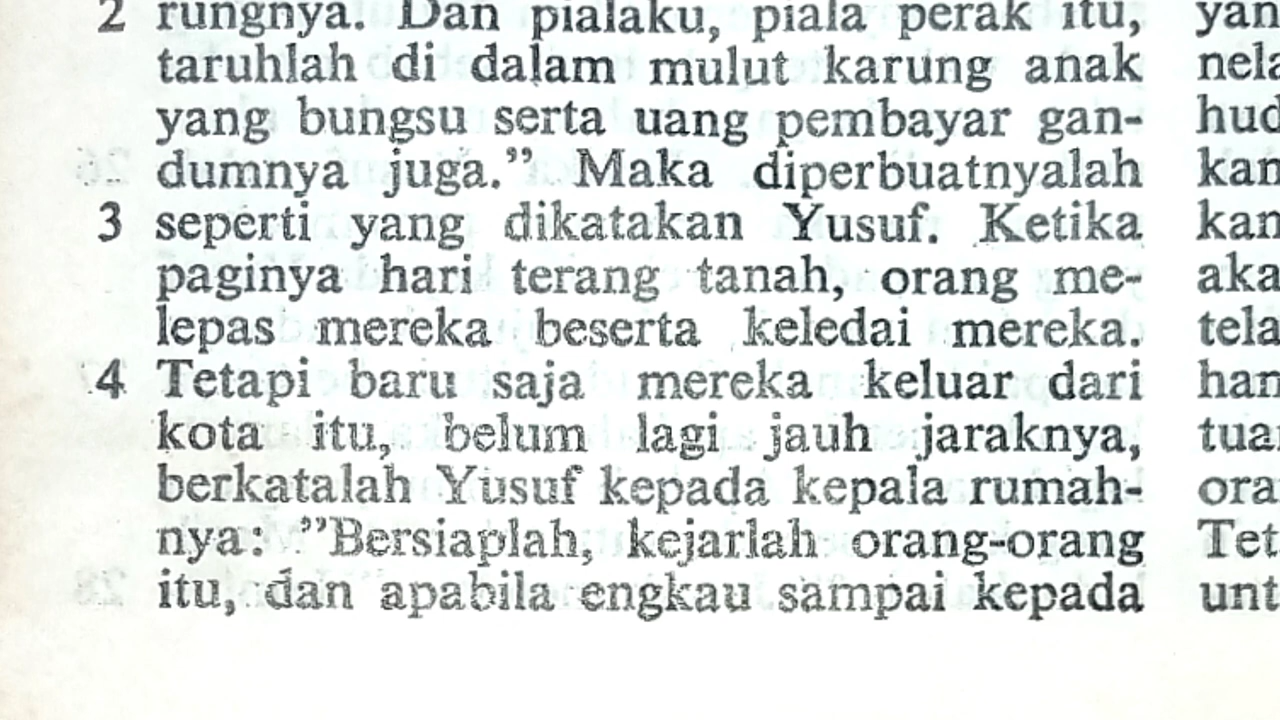 2 rungnya. Dan pialaku, piala perak itu,
taruhlah di dalam mulut karung anak
yang bungsu serta uang pembayar gan-
dumnya juga.” Maka diperbuatnyalah
3 seperti yang dikatakan Yusuf. Ketika
paginya hari terang tanah, orang me-
lepas mereka beserta keledai mereka.
4 Tetapi baru saja mereka keluar dari
kota itu, belum lagi jauh jaraknya,
berkatalah Yusuf kepada kepala rumah-
nya: ”Bersiaplah, kejarlah orang-orang
itu, dan apabila engkau sampai kepada